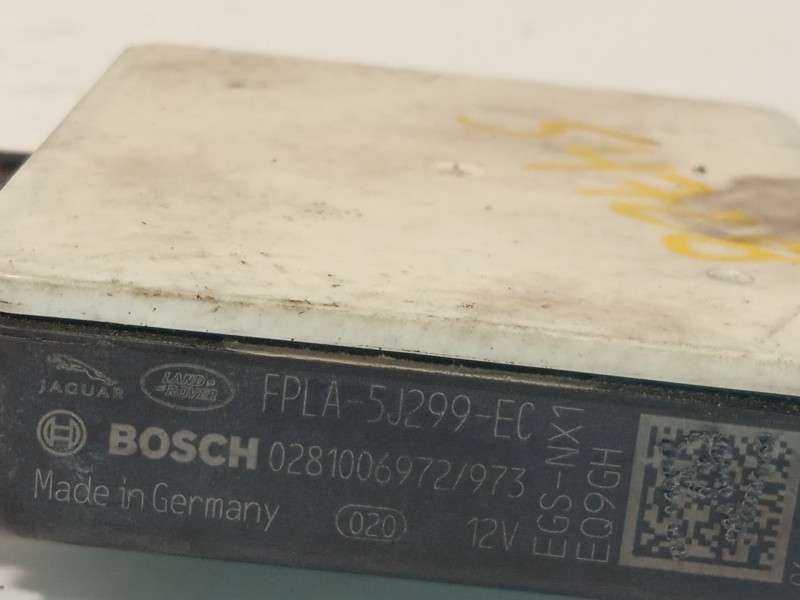 JAGUAR
LAND ROVER
FPLA-5J299-EC
BOSCH 0281006972/973
Made in Germany
020
12V
EGS-NX1
EQ9GH